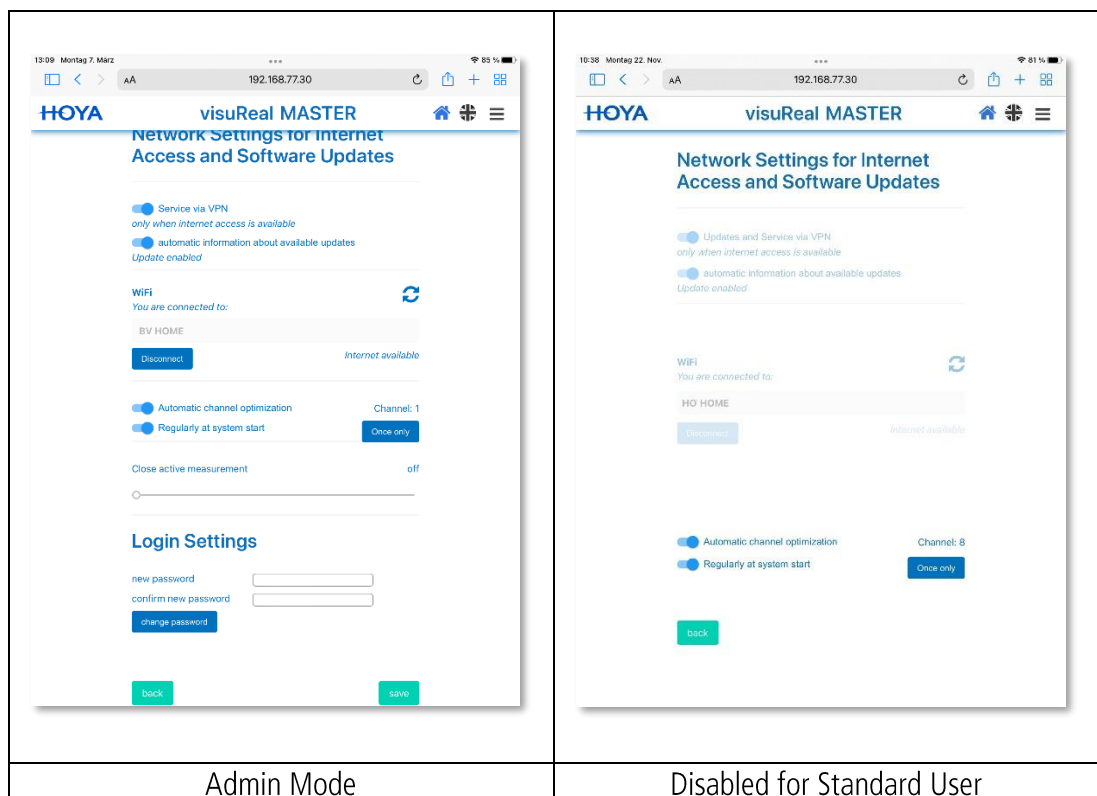 13:09 Montag 7. März
85 %
AA
192.168.77.30
HOYA
visuReal MASTER
Network Settings for Internet
Access and Software Updates
Service via VPN
only when internet access is available
automatic information about available updates
Update enabled
WiFi
You are connected to:
BV HOME
Disconnect
Internet available
Automatic channel optimization
Channel: 1
Regularly at system start
Once only
Close active measurement
off
Login Settings
new password
confirm new password
change password
back
save
Admin Mode
10:38 Montag 22. Nov.
81 %
AA
192.168.77.30
HOYA
visuReal MASTER
Network Settings for Internet
Access and Software Updates
Updates and Service via VPN
only when internet access is available
automatic information about available updates
Update enabled
WiFi
You are connected to:
HO HOME
Disconnect
Internet available
Automatic channel optimization
Channel: 8
Regularly at system start
Once only
back
Disabled for Standard User